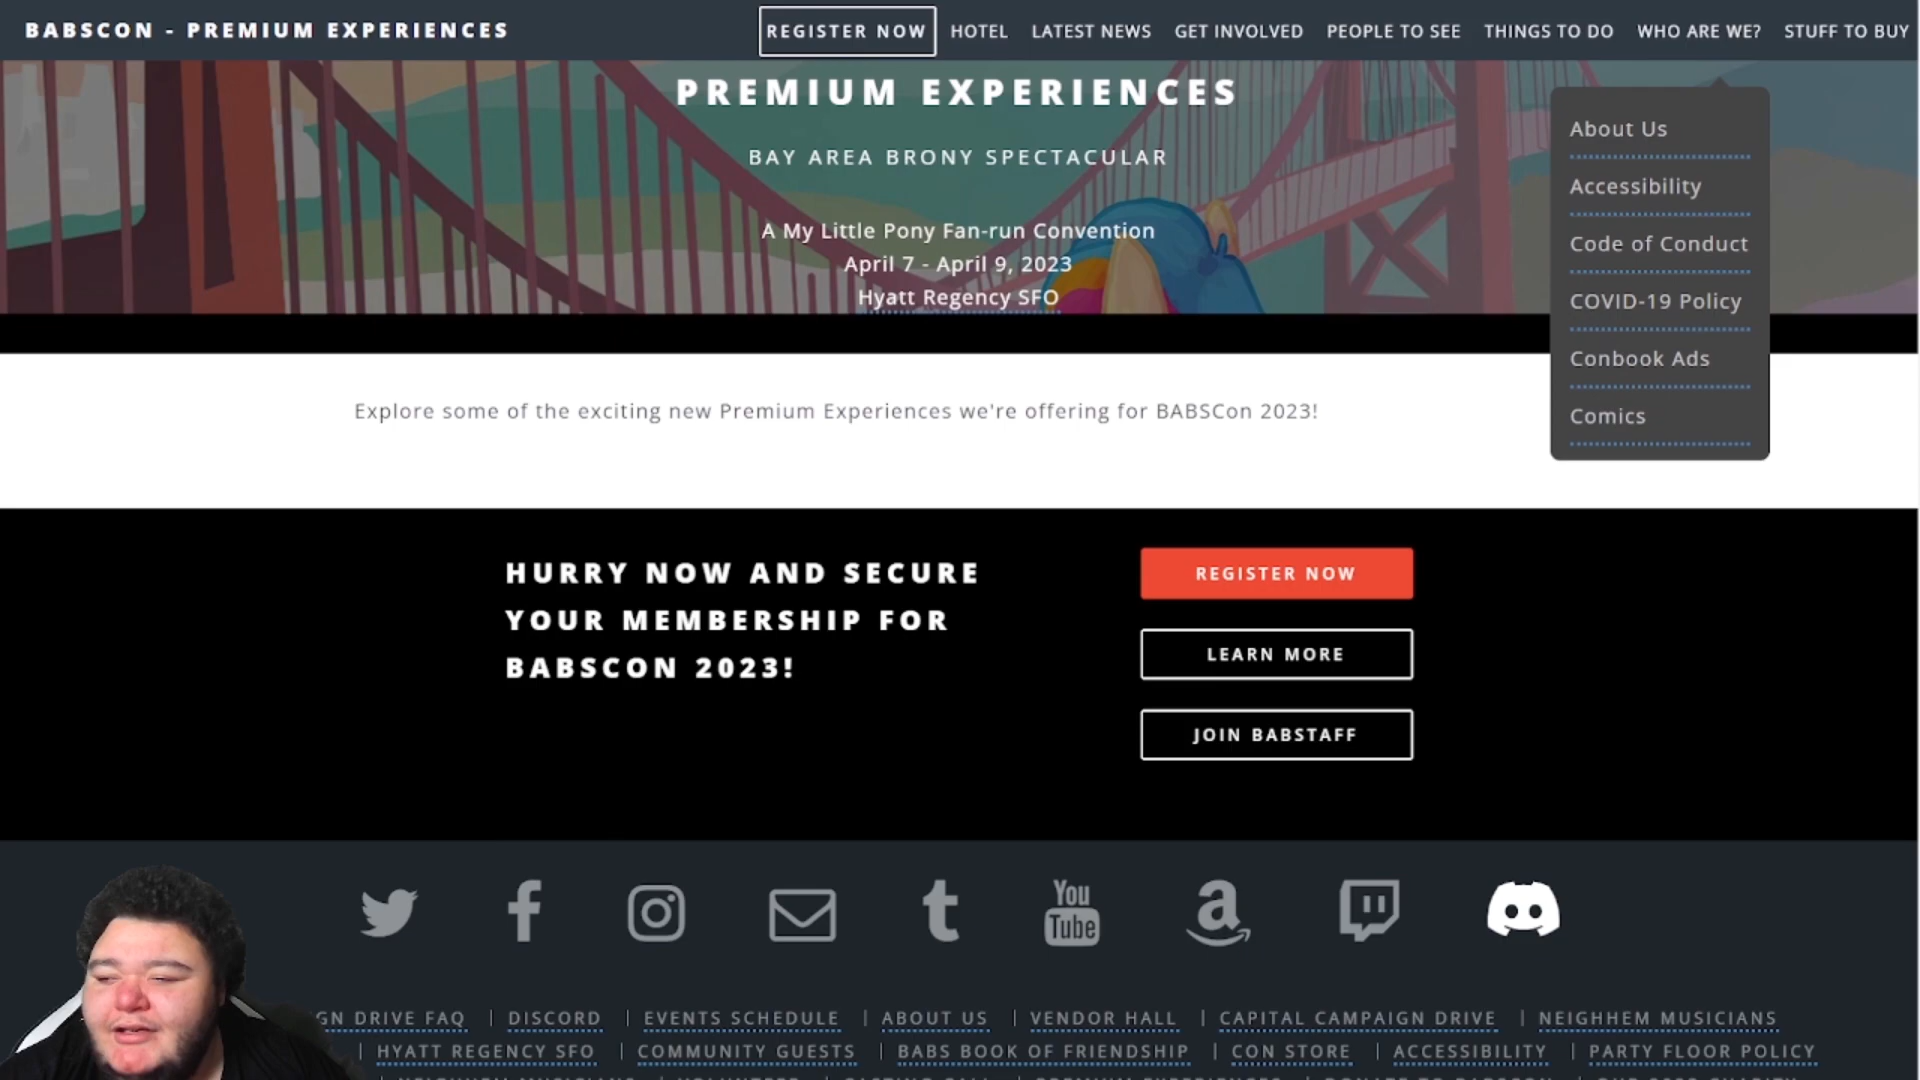 BABSCON - PREMIUM EXPERIENCES
REGISTER NOW
HOTEL
LATEST NEWS
GET INVOLVED
PEOPLE TO SEE
THINGS TO DO
WHO ARE WE?
STUFF TO BUY
PREMIUM EXPERIENCES
BAY AREA BRONY SPECTACULAR
A My Little Pony Fan-run Convention
April 7 - April 9, 2023
Hyatt Regency SFO
About Us
Accessibility
Code of Conduct
COVID-19 Policy
Conbook Ads
Comics
Explore some of the exciting new Premium Experiences we're offering for BABSCon 2023!
HURRY NOW AND SECURE
YOUR MEMBERSHIP FOR
BABSCON 2023!
REGISTER NOW
LEARN MORE
JOIN BABSTAFF
You
Tube
GN DRIVE FAQ | DISCORD | EVENTS SCHEDULE | ABOUT US | VENDOR HALL | CAPITAL CAMPAIGN DRIVE | NEIGHHEM MUSICIANS
| HYATT REGENCY SFO | COMMUNITY GUESTS | BABS BOOK OF FRIENDSHIP | CON STORE | ACCESSIBILITY | PARTY FLOOR POLICY